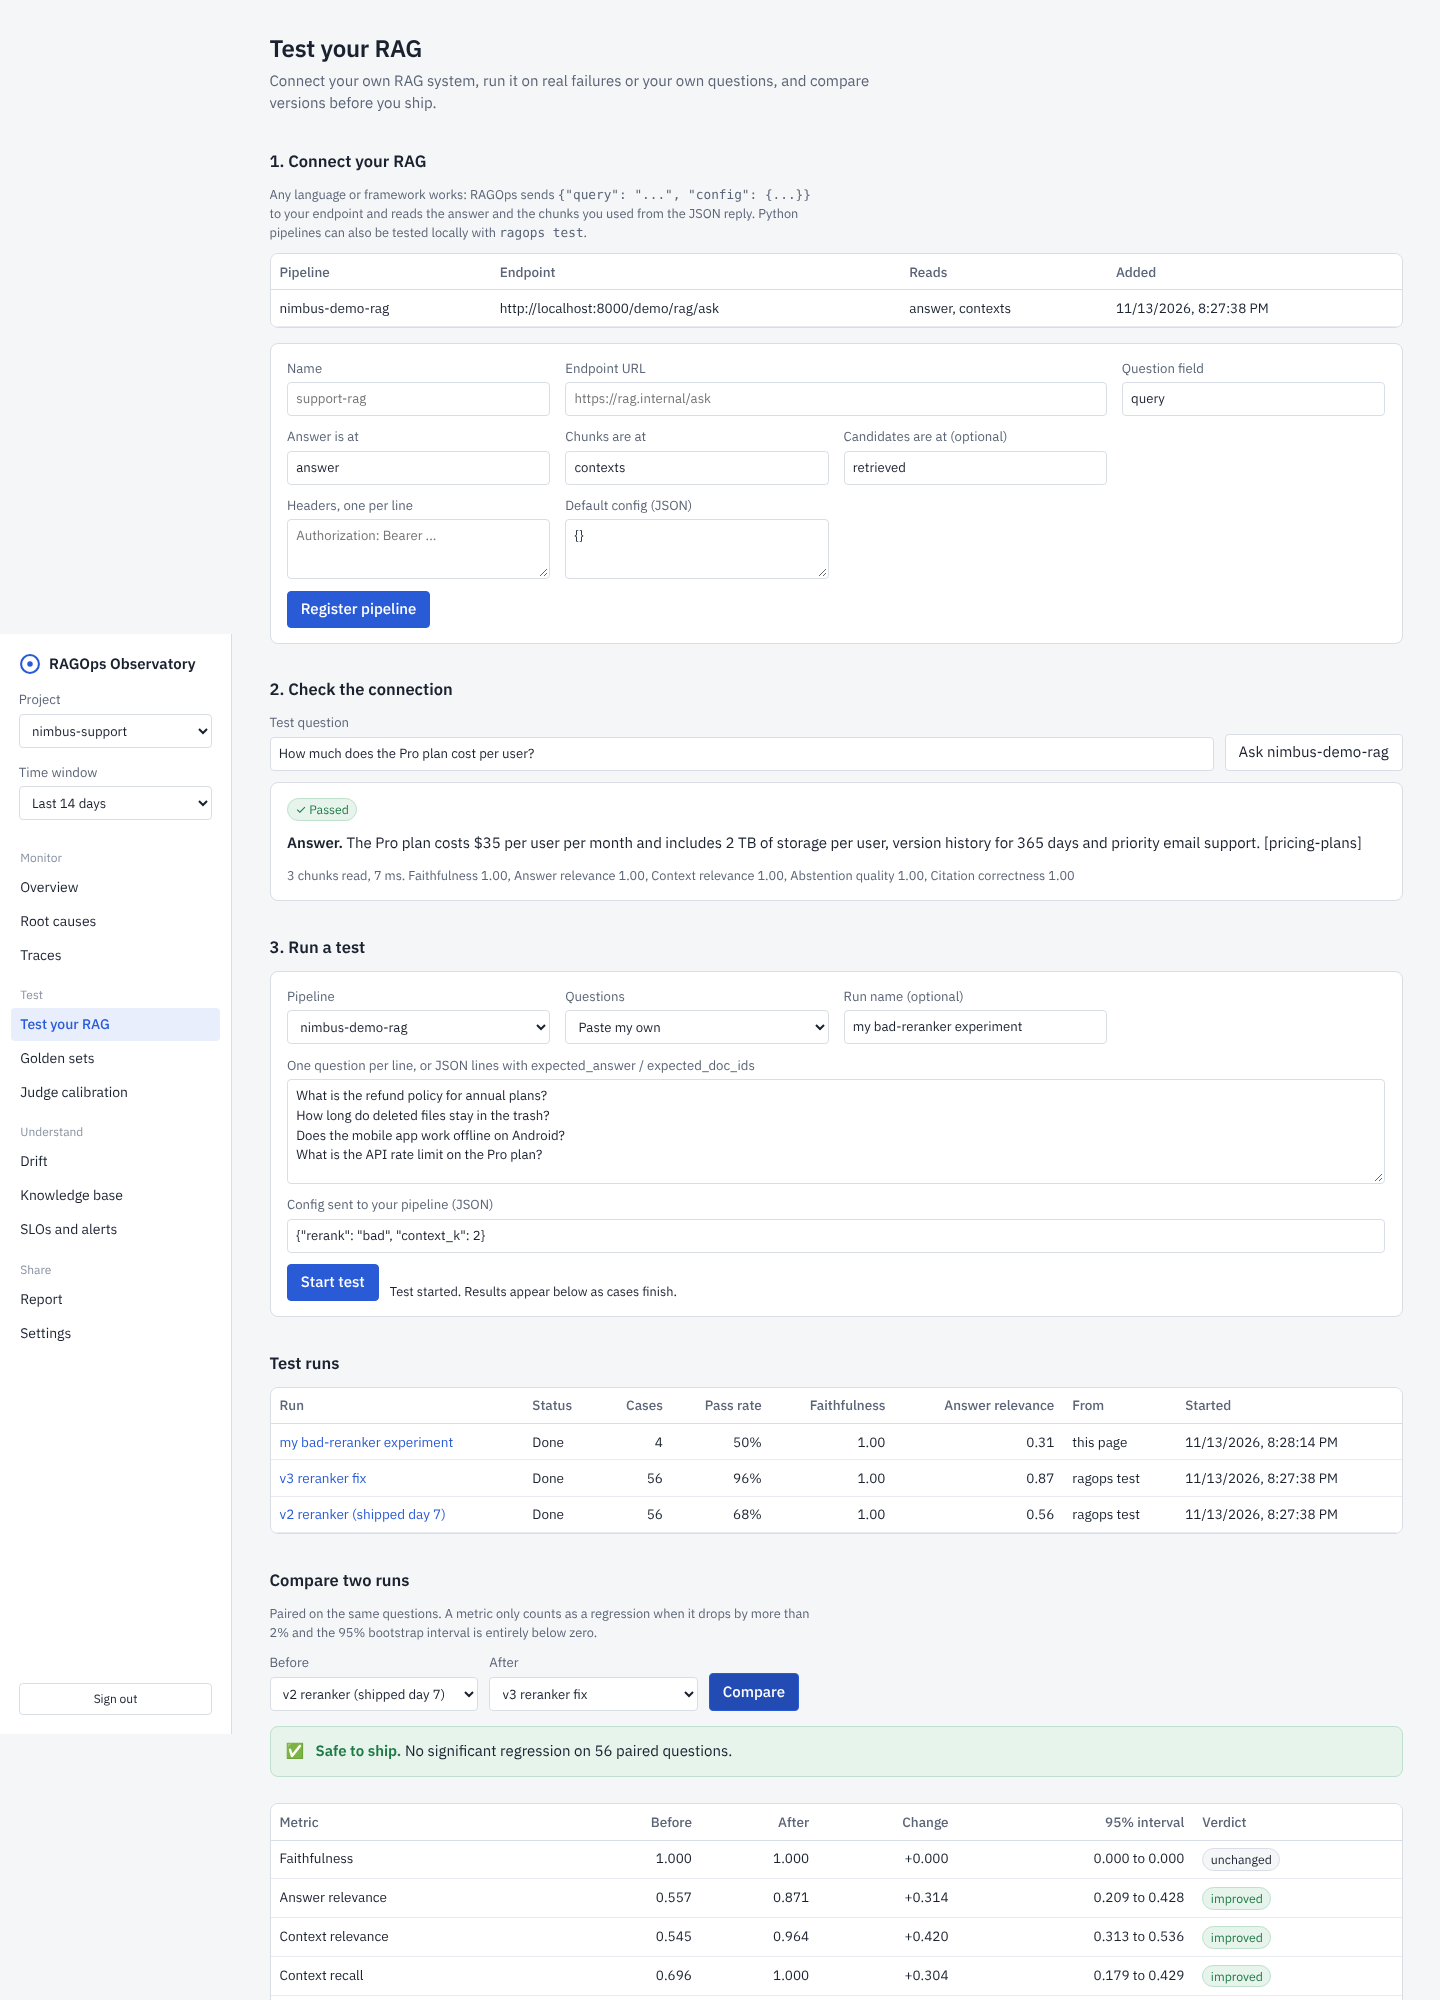 Test your RAG
Connect your own RAG system, run it on real failures or your own questions, and compare
versions before you ship.
1. Connect your RAG
Any language or framework works: RAGOps sends {"query": "...", "config": {...}}
to your endpoint and reads the answer and the chunks you used from the JSON reply. Python
pipelines can also be tested locally with ragops test.
Pipeline Endpoint Reads Added
nimbus-demo-rag http://localhost:8000/demo/rag/ask answer, contexts 11/13/2026, 8:27:38 PM
Name Endpoint URL Question field
support-rag https://rag.internal/ask query
Answer is at Chunks are at Candidates are at (optional)
answer contexts retrieved
Headers, one per line Default config (JSON)
Authorization: Bearer ... {}
Register pipeline
RAGOps Observatory
Project
nimbus-support
Time window
Last 14 days
Monitor
Overview
Root causes
Traces
Test
Test your RAG
Golden sets
Judge calibration
Understand
Drift
Knowledge base
SLOs and alerts
Share
Report
Settings
Sign out
2. Check the connection
Test question
How much does the Pro plan cost per user? Ask nimbus-demo-rag
✓ Passed
Answer. The Pro plan costs $35 per user per month and includes 2 TB of storage per user, version history for 365 days and priority email support. [pricing-plans]
3 chunks read, 7 ms. Faithfulness 1.00, Answer relevance 1.00, Context relevance 1.00, Abstention quality 1.00, Citation correctness 1.00
3. Run a test
Pipeline Questions Run name (optional)
nimbus-demo-rag Paste my own my bad-reranker experiment
One question per line, or JSON lines with expected_answer / expected_doc_ids
What is the refund policy for annual plans?
How long do deleted files stay in the trash?
Does the mobile app work offline on Android?
What is the API rate limit on the Pro plan?
Config sent to your pipeline (JSON)
{"rerank": "bad", "context_k": 2}
Start test Test started. Results appear below as cases finish.
Test runs
Run Status Cases Pass rate Faithfulness Answer relevance From Started
my bad-reranker experiment Done 4 50% 1.00 0.31 this page 11/13/2026, 8:28:14 PM
v3 reranker fix Done 56 96% 1.00 0.87 ragops test 11/13/2026, 8:27:38 PM
v2 reranker (shipped day 7) Done 56 68% 1.00 0.56 ragops test 11/13/2026, 8:27:38 PM
Compare two runs
Paired on the same questions. A metric only counts as a regression when it drops by more than
2% and the 95% bootstrap interval is entirely below zero.
Before After
v2 reranker (shipped day 7) v3 reranker fix Compare
✅ Safe to ship. No significant regression on 56 paired questions.
Metric Before After Change 95% interval Verdict
Faithfulness 1.000 1.000 +0.000 0.000 to 0.000 unchanged
Answer relevance 0.557 0.871 +0.314 0.209 to 0.428 improved
Context relevance 0.545 0.964 +0.420 0.313 to 0.536 improved
Context recall 0.696 1.000 +0.304 0.179 to 0.429 improved